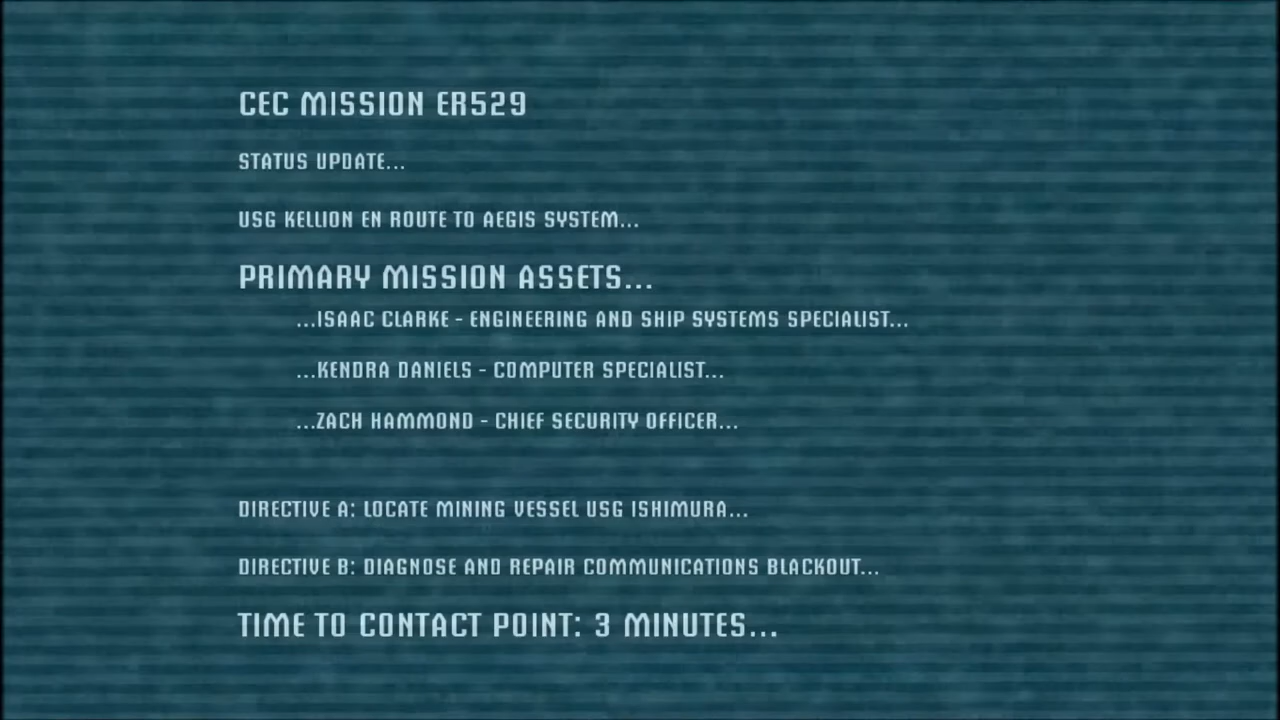 CEC MISSION ER529
STATUS UPDATE...
USG KELLION EN ROUTE TO AEGIS SYSTEM...
PRIMARY MISSION ASSETS...
...ISAAC CLARKE - ENGINEERING AND SHIP SYSTEMS SPECIALIST...
...KENDRA DANIELS - COMPUTER SPECIALIST...
...ZACH HAMMOND - CHIEF SECURITY OFFICER...
DIRECTIVE A: LOCATE MINING VESSEL USG ISHIMURA...
DIRECTIVE B: DIAGNOSE AND REPAIR COMMUNICATIONS BLACKOUT...
TIME TO CONTACT POINT: 3 MINUTES...